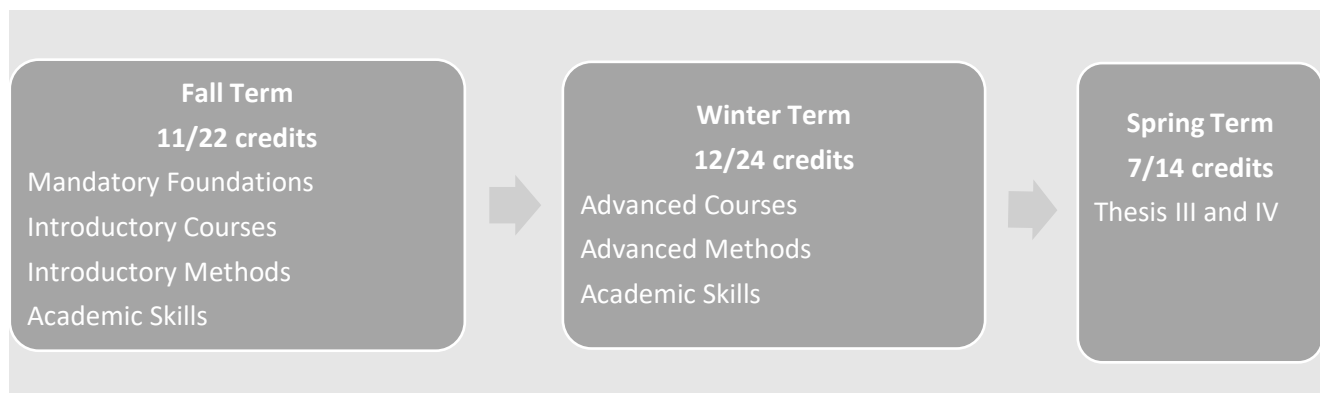 Fall Term
11/22 credits
Mandatory Foundations
Introductory Courses
Introductory Methods
Academic Skills
Winter Term
12/24 credits
Advanced Courses
Advanced Methods
Academic Skills
Spring Term
7/14 credits
Thesis III and IV